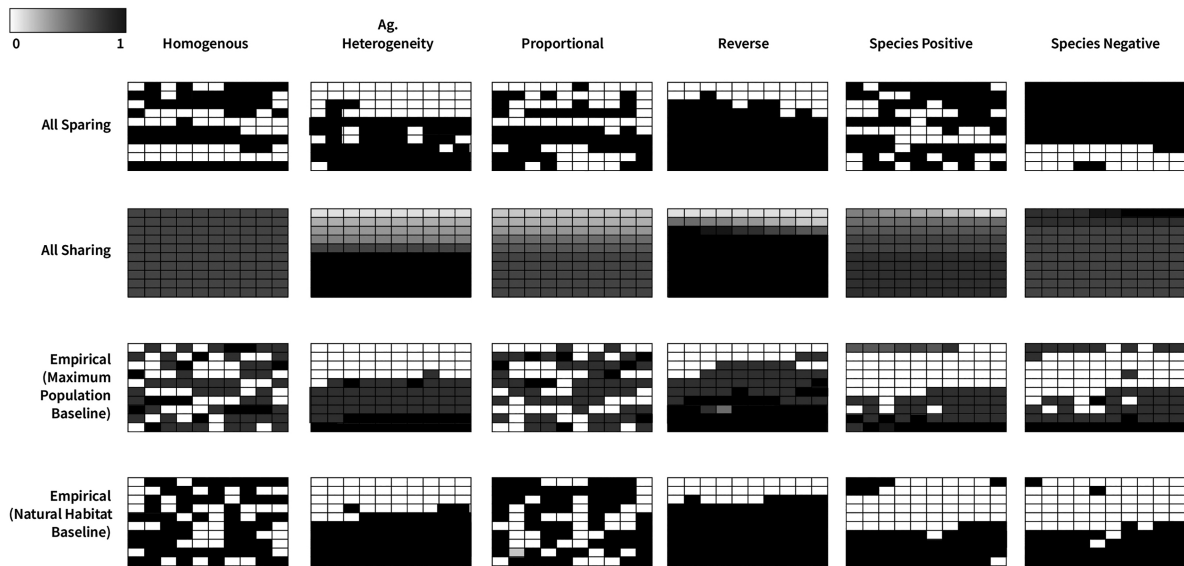 0 1
Homogenous
Ag.
Heterogeneity
Proportional
Reverse
Species Positive
Species Negative
All Sparing
All Sharing
Empirical
(Maximum
Population
Baseline)
Empirical
(Natural Habitat
Baseline)